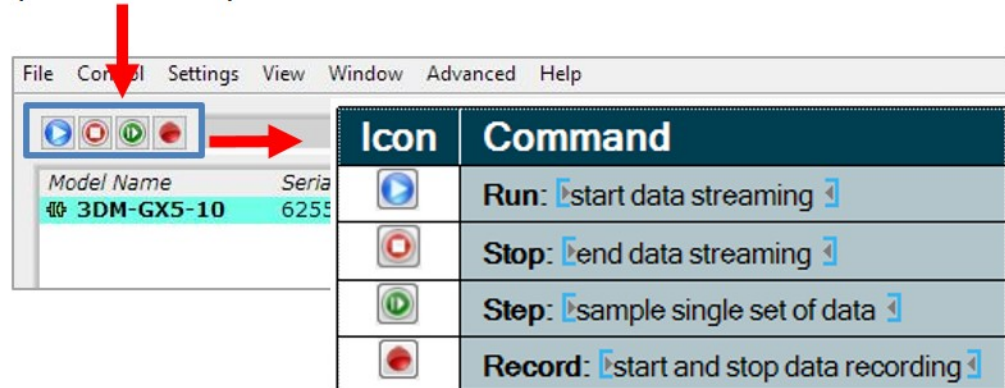 File Control Settings View Window Advanced Help
Model Name Seria
3DM-GX5-10 6255
Icon Command
Run: start data streaming
Stop: end data streaming
Step: sample single set of data
Record: start and stop data recording